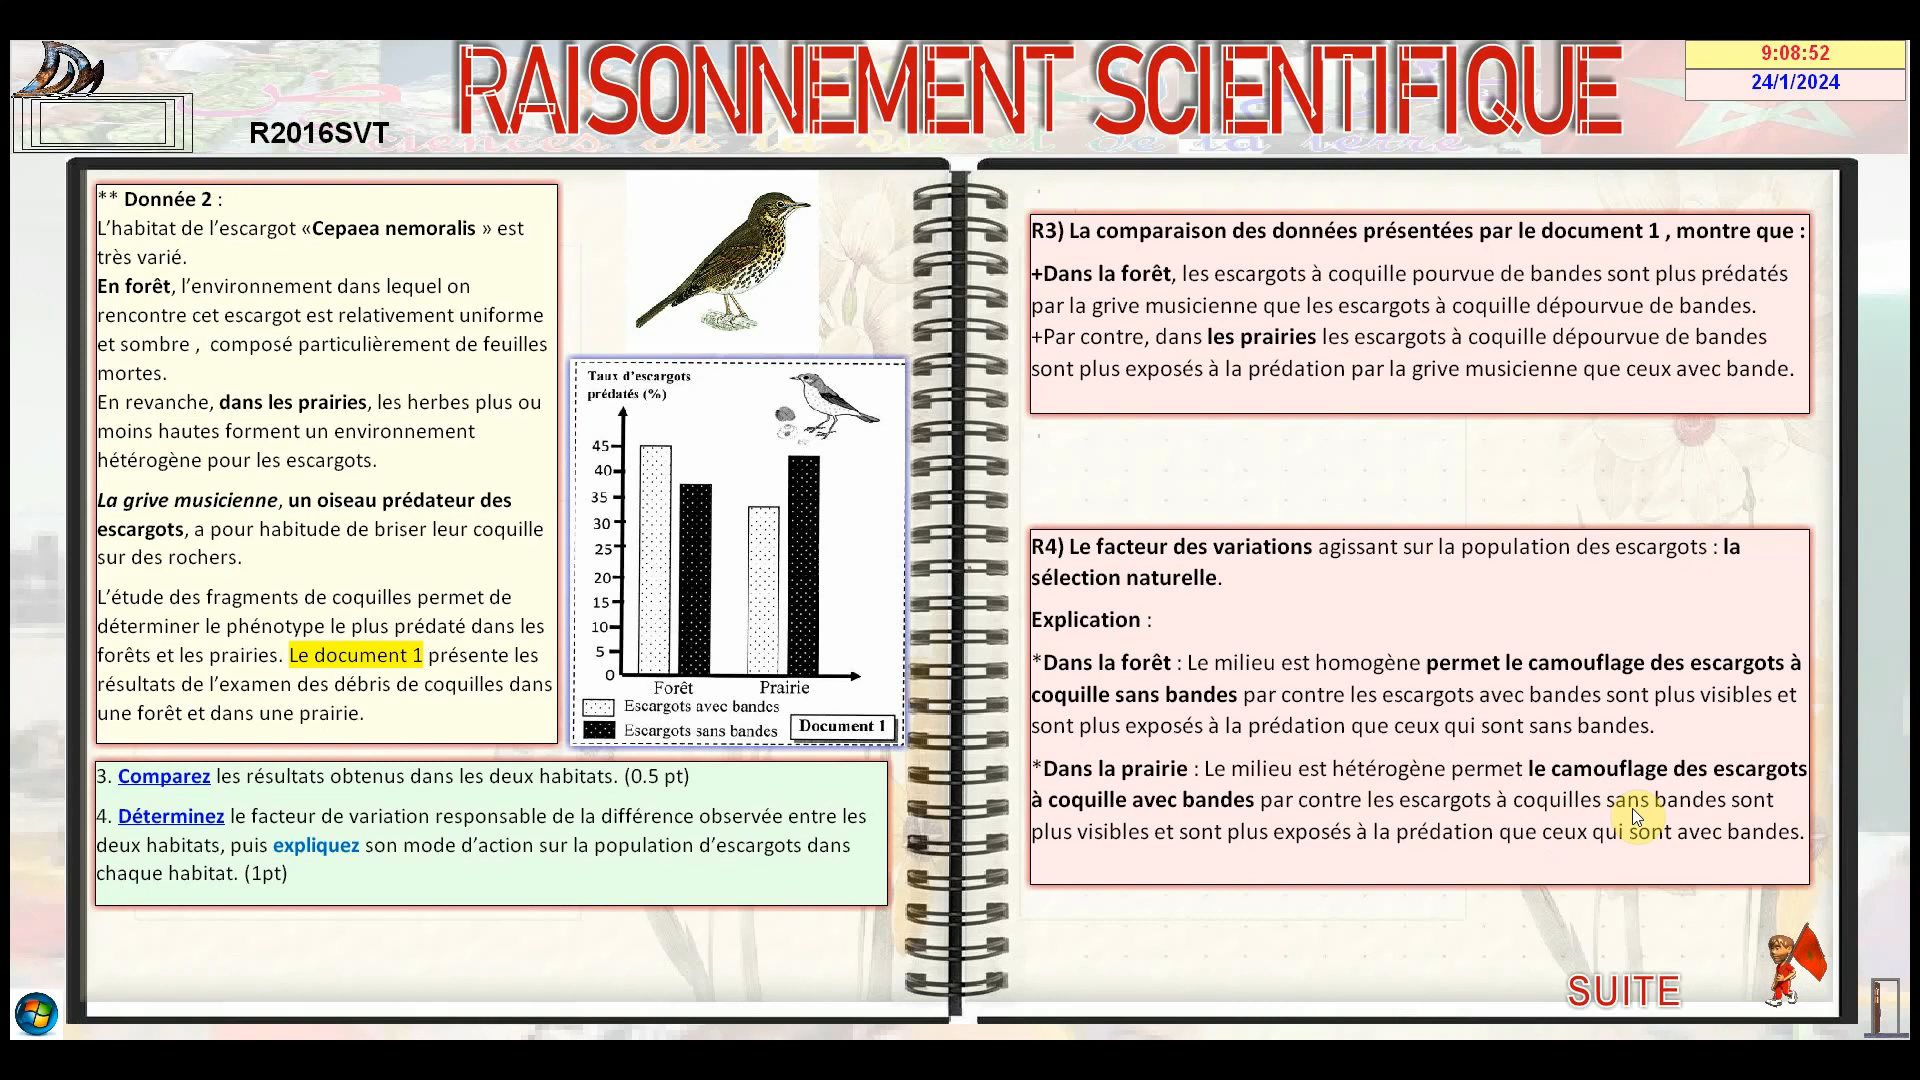 RAISONNEMENT SCIENTIFIQUE
9:08:52
24/1/2024
R2016SVT
** Donnée 2 :
L’habitat de l’escargot «Cepaea nemoralis » est
très varié.
En forêt, l’environnement dans lequel on
rencontre cet escargot est relativement uniforme
et sombre , composé particulièrement de feuilles
mortes.
En revanche, dans les prairies, les herbes plus ou
moins hautes forment un environnement
hétérogène pour les escargots.
La grive musicienne, un oiseau prédateur des
escargots, a pour habitude de briser leur coquille
sur des rochers.
L’étude des fragments de coquilles permet de
déterminer le phénotype le plus prédaté dans les
forêts et les prairies. Le document 1 présente les
résultats de l’examen des débris de coquilles dans
une forêt et dans une prairie.
Taux d’escargots
prédatés (%)
45
40
35
30
25
20
15
10
5
0
Forêt Prairie
Escargots avec bandes
Escargots sans bandes
Document 1
3. Comparez les résultats obtenus dans les deux habitats. (0.5 pt)
4. Déterminez le facteur de variation responsable de la différence observée entre les
deux habitats, puis expliquez son mode d’action sur la population d’escargots dans
chaque habitat. (1pt)
R3) La comparaison des données présentées par le document 1 , montre que :
+Dans la forêt, les escargots à coquille pourvue de bandes sont plus prédatés
par la grive musicienne que les escargots à coquille dépourvue de bandes.
+Par contre, dans les prairies les escargots à coquille dépourvue de bandes
sont plus exposés à la prédation par la grive musicienne que ceux avec bande.
R4) Le facteur des variations agissant sur la population des escargots : la
sélection naturelle.
Explication :
*Dans la forêt : Le milieu est homogène permet le camouflage des escargots à
coquille sans bandes par contre les escargots avec bandes sont plus visibles et
sont plus exposés à la prédation que ceux qui sont sans bandes.
*Dans la prairie : Le milieu est hétérogène permet le camouflage des escargots
à coquille avec bandes par contre les escargots à coquilles sans bandes sont
plus visibles et sont plus exposés à la prédation que ceux qui sont avec bandes.
SUITE